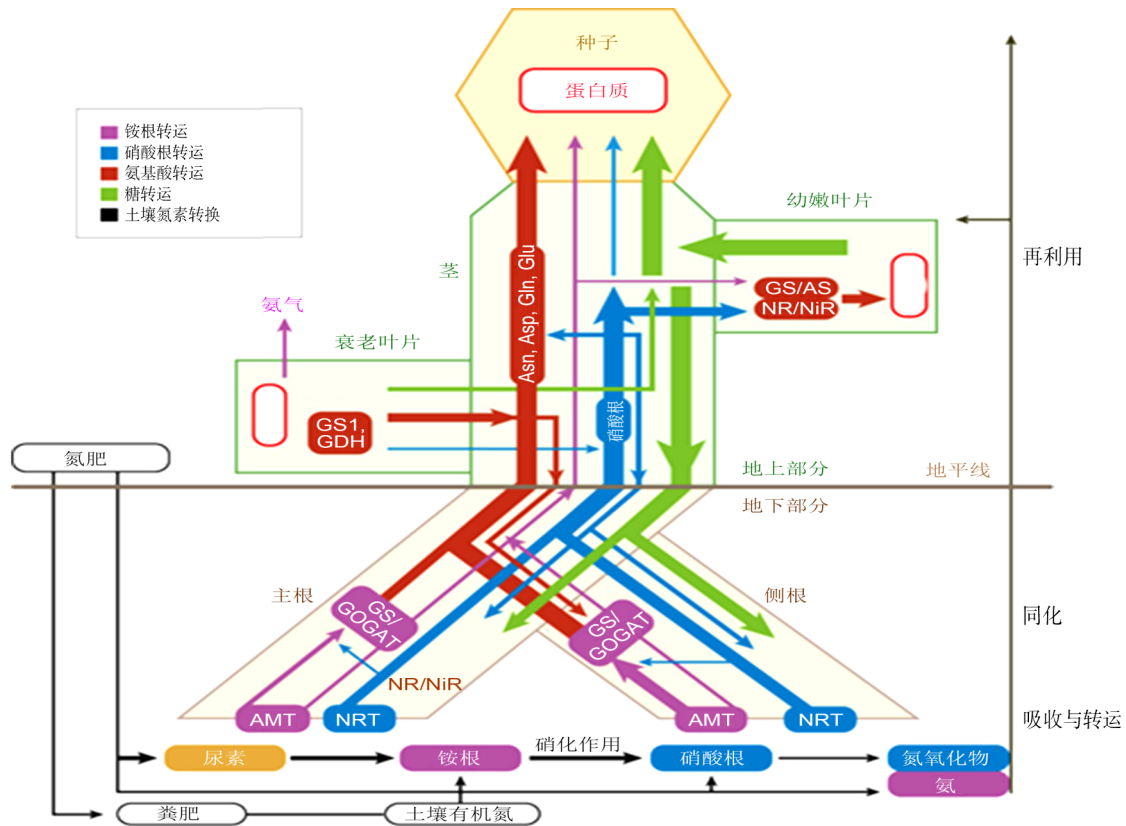 种子
蛋白质
铵根转运
硝酸根转运
氨基酸转运
糖转运
土壤氮素转换
幼嫩叶片
茎
Asn, Asp, Gln, Glu
GS/AS
NR/NiR
再利用
氨气
衰老叶片
GS1,
GDH
硝酸根
氮肥
地上部分
地平线
地下部分
主根
侧根
GS/
GOGAT
GS/
GOGAT
同化
NR/NiR
AMT
NRT
AMT
NRT
吸收与转运
尿素
铵根
硝化作用
硝酸根
氮氧化物
氨
粪肥
土壤有机氮